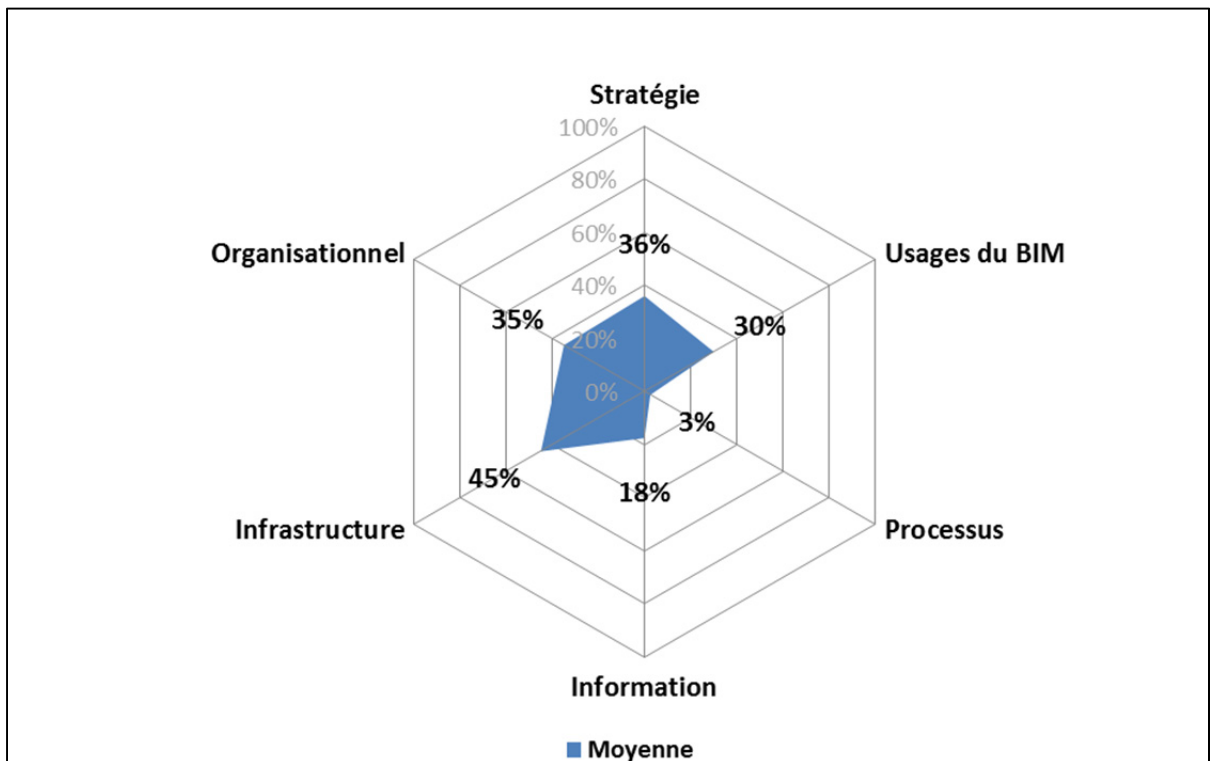 Stratégie
100%
80%
60%
36%
Organisationnel
Usages du BIM
40%
35%
30%
20%
0%
3%
45%
18%
Infrastructure
Processus
Information
Moyenne